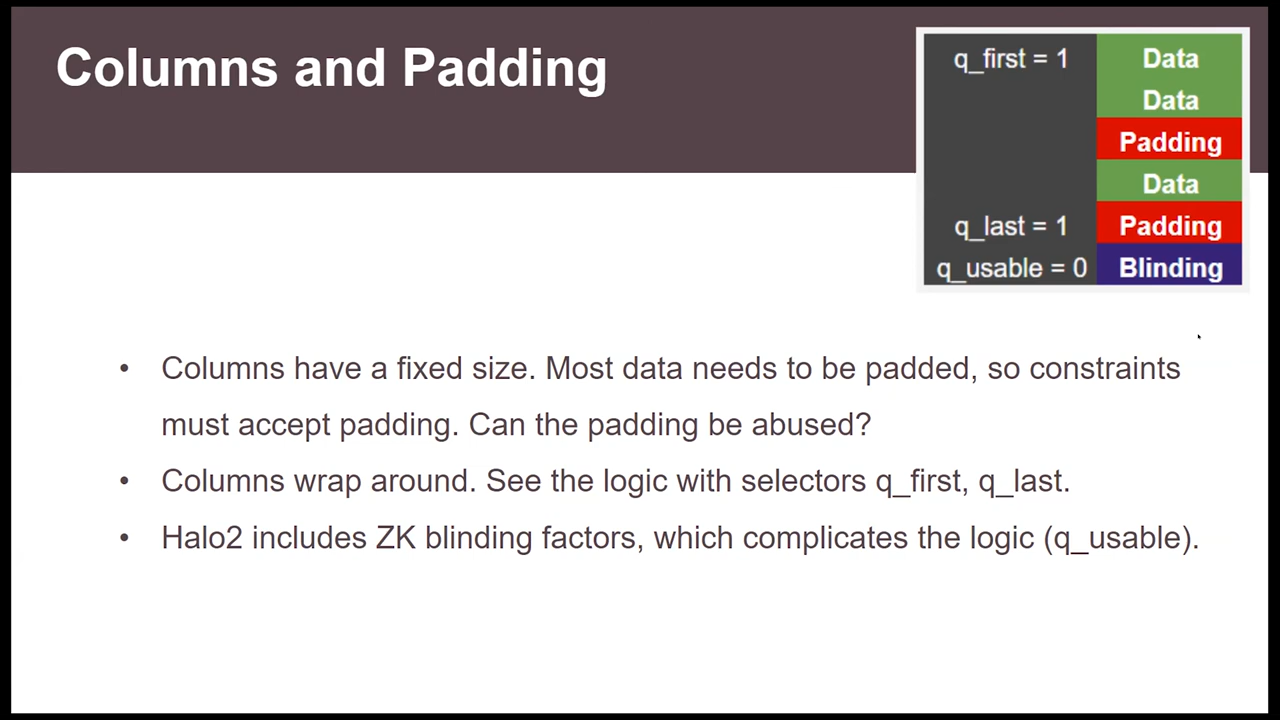 Columns and Padding
q_first = 1 Data
Data
Padding
Data
q_last = 1 Padding
q_usable = 0 Blinding
• Columns have a fixed size. Most data needs to be padded, so constraints
must accept padding. Can the padding be abused?
• Columns wrap around. See the logic with selectors q_first, q_last.
• Halo2 includes ZK blinding factors, which complicates the logic (q_usable).